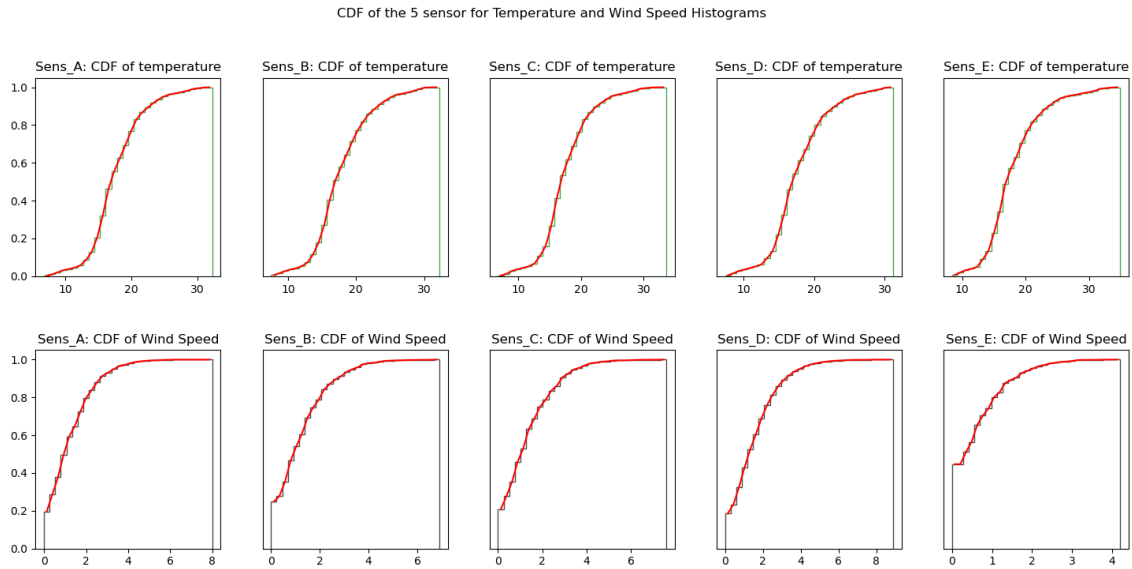 CDF of the 5 sensor for Temperature and Wind Speed Histograms
Sens_A: CDF of temperature
Sens_B: CDF of temperature
Sens_C: CDF of temperature
Sens_D: CDF of temperature
Sens_E: CDF of temperature
1.0
0.8
0.6
0.4
0.2
0.0
10 20 30
10 20 30
10 20 30
10 20 30
10 20 30
Sens_A: CDF of Wind Speed
Sens_B: CDF of Wind Speed
Sens_C: CDF of Wind Speed
Sens_D: CDF of Wind Speed
Sens_E: CDF of Wind Speed
1.0
0.8
0.6
0.4
0.2
0.0
0 2 4 6 8
0 2 4 6
0 2 4 6
0 2 4 6 8
0 1 2 3 4